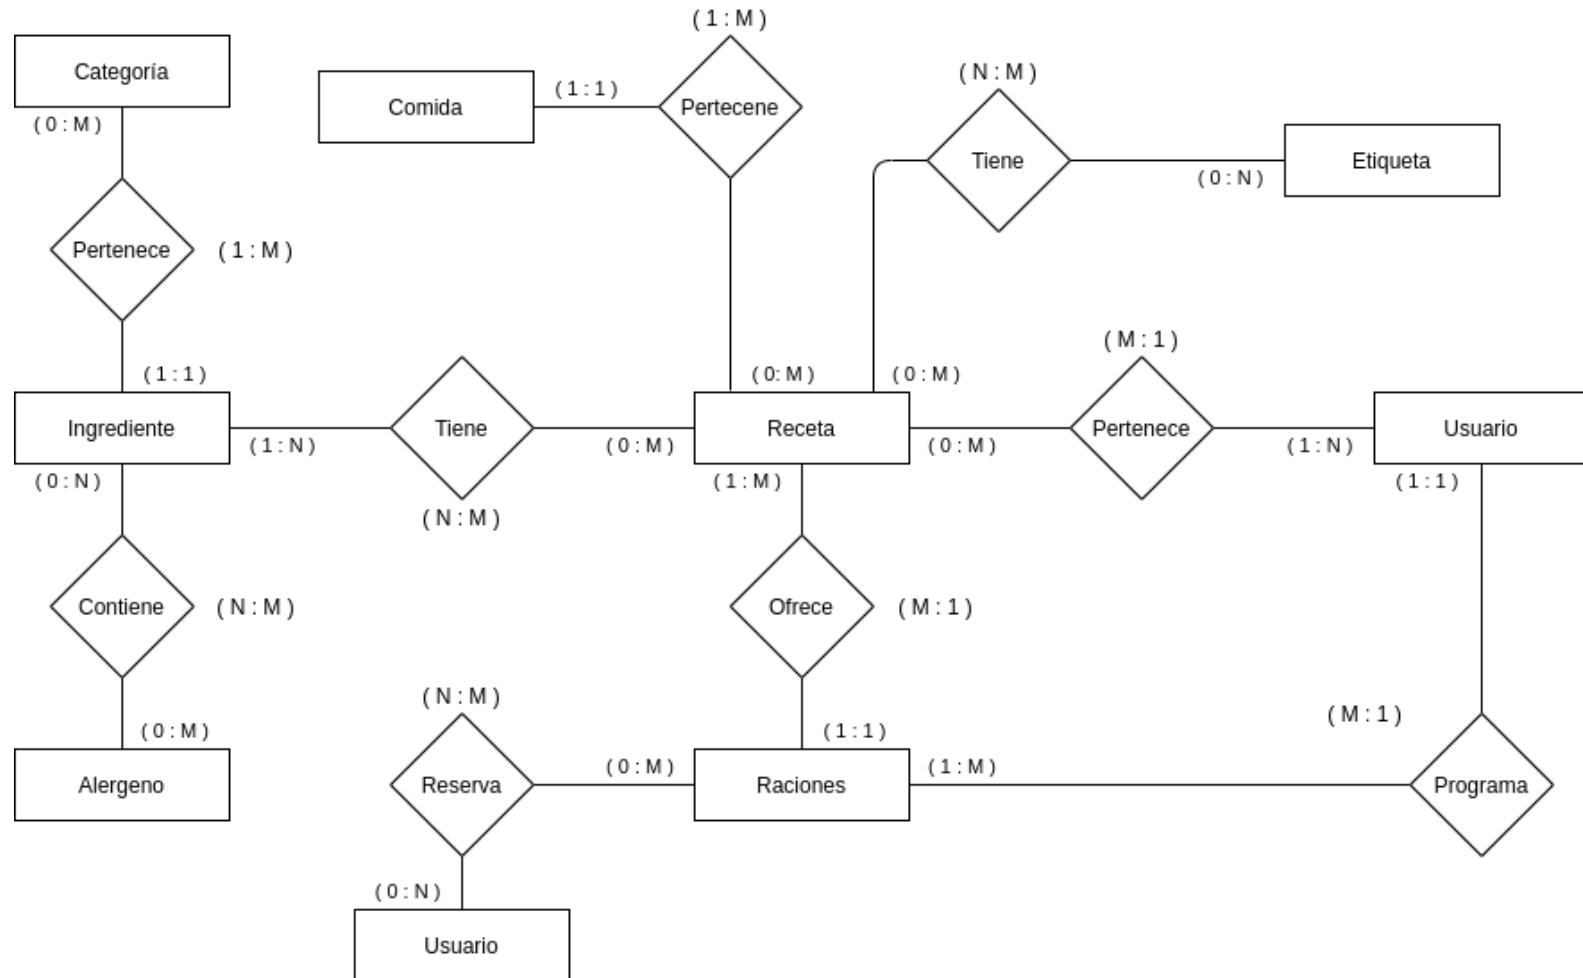 ( 1 : M )
Categoría
Comida
( 1 : 1 )
Pertecene
( N : M )
( 0 : M )
Tiene
( 0 : N )
Etiqueta
Pertenece
( 1 : M )
( 1 : 1 )
( 0: M )
( 0 : M )
( M : 1 )
Ingrediente
( 1 : N )
Tiene
( 0 : M )
Receta
( 0 : M )
Pertenece
( 1 : N )
Usuario
( 0 : N )
( N : M )
( 1 : M )
( 1 : 1 )
Contiene
( N : M )
Ofrece
( M : 1 )
( 0 : M )
( N : M )
( 1 : 1 )
( M : 1 )
Alergeno
Reserva
( 0 : M )
Raciones
( 1 : M )
Programa
( 0 : N )
Usuario